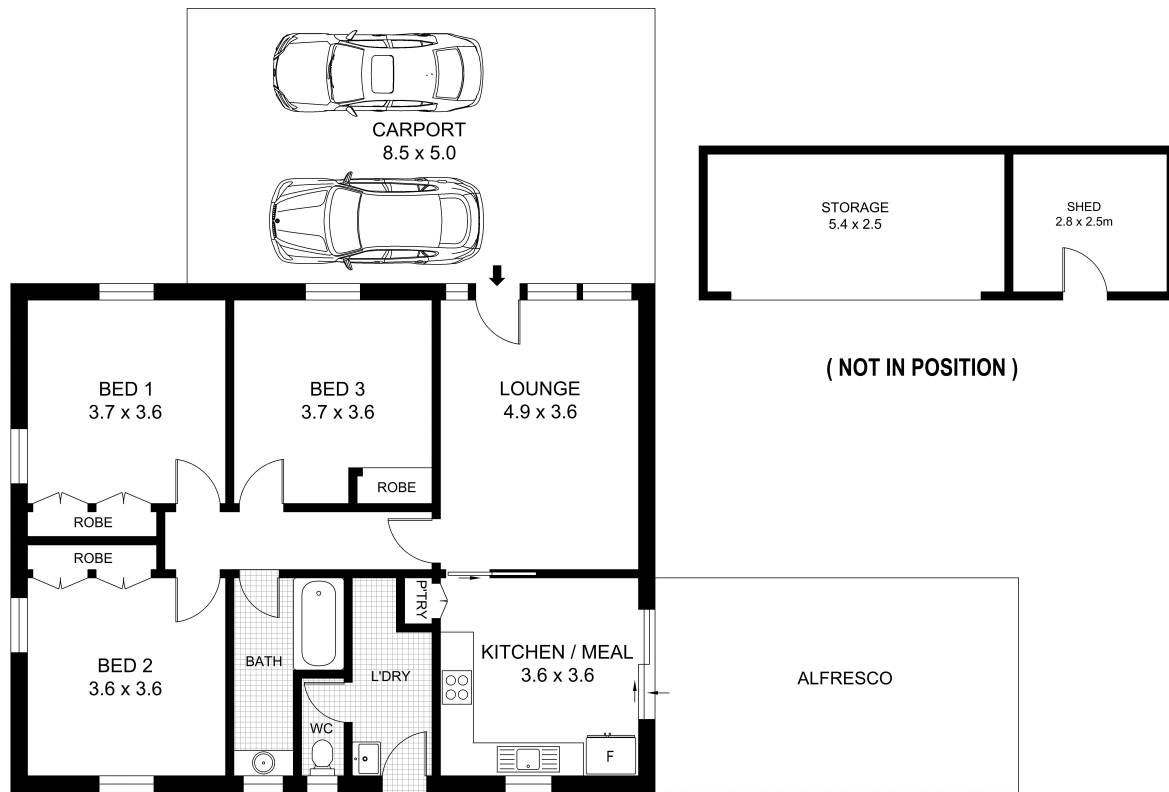 CARPORT
8.5 x 5.0
STORAGE
5.4 x 2.5
SHED
2.8 x 2.5m
( NOT IN POSITION )
BED 1
3.7 x 3.6
BED 3
3.7 x 3.6
LOUNGE
4.9 x 3.6
ROBE
ROBE
ROBE
P'TRY
BED 2
3.6 x 3.6
BATH
L'DRY
WC
KITCHEN / MEAL
3.6 x 3.6
F
ALFRESCO